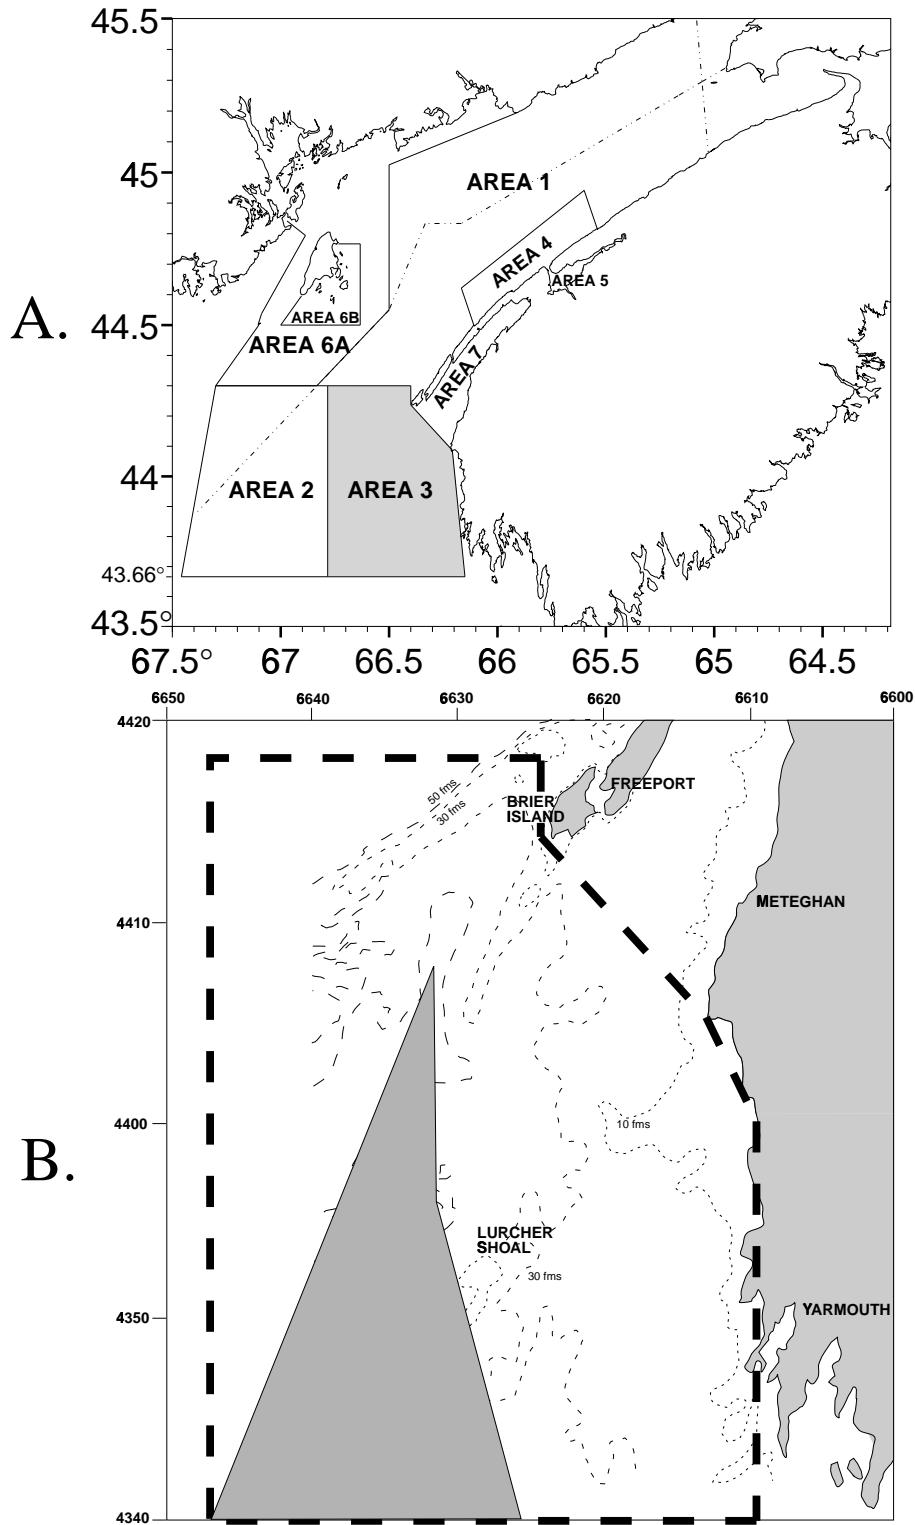 45.5
45
44.5
44
43.66°
43.5
67.5°
67
66.5
66
65.5
65
64.5
A.
AREA 1
AREA 4
AREA 5
AREA 6B
AREA 6A
AREA 7
AREA 2
AREA 3
6650
6640
6630
6620
6610
6600
4420
4410
4400
4350
4340
B.
50 fms
30 fms
BRIER
ISLAND
FREEPORT
METEGHAN
10 fms
LURCHER
SHOAL
30 fms
YARMOUTH